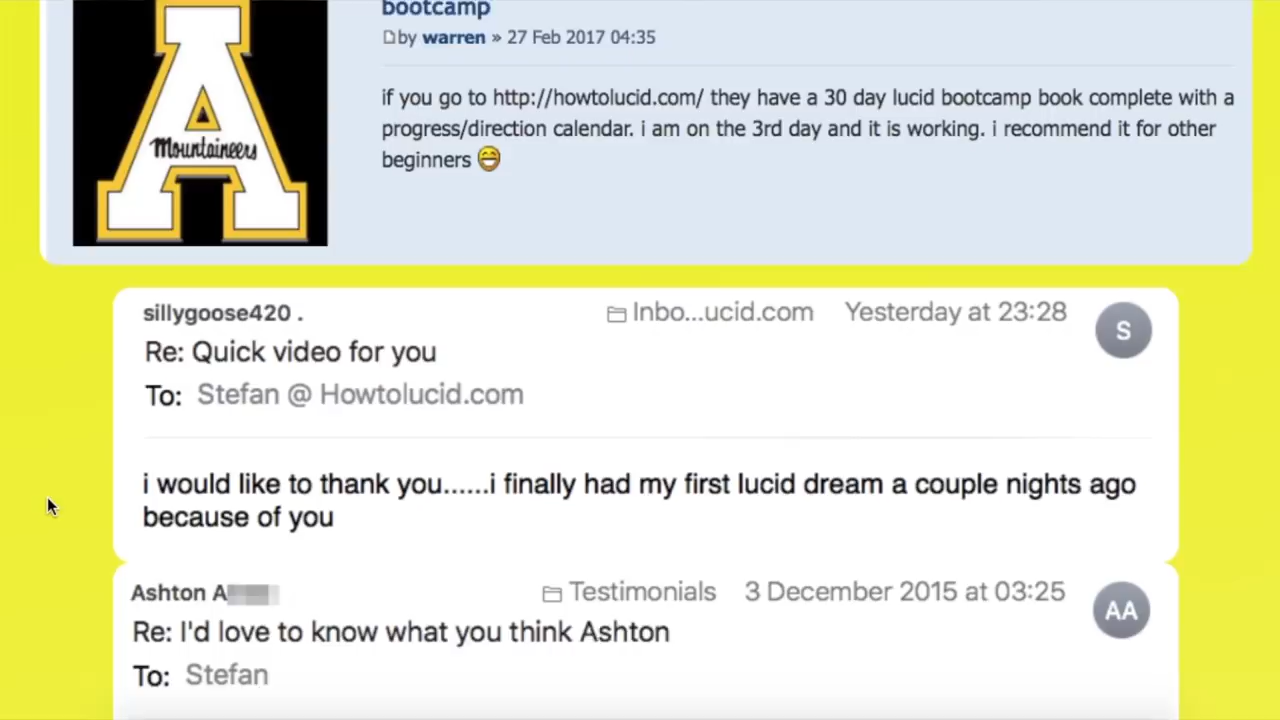 bootcamp
by warren » 27 Feb 2017 04:35
if you go to http://howtolucid.com/ they have a 30 day lucid bootcamp book complete with a
progress/direction calendar. i am on the 3rd day and it is working. i recommend it for other
beginners
A
Mountaineers
sillygoose420 .
Inbo...ucid.com
Yesterday at 23:28
S
Re: Quick video for you
To: Stefan @ Howtolucid.com
i would like to thank you......i finally had my first lucid dream a couple nights ago
because of you
Ashton A
Testimonials
3 December 2015 at 03:25
AA
Re: I'd love to know what you think Ashton
To: Stefan